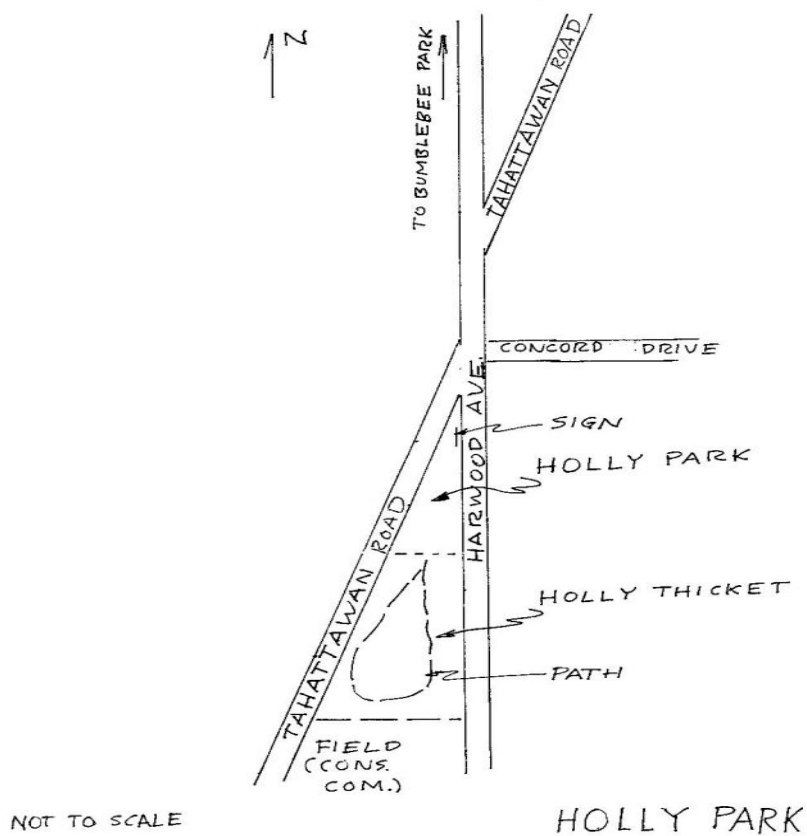 N
TO BUMBLEBEE PARK
TAHATTAWAN ROAD
CONCORD DRIVE
HARWOOD AVE.
SIGN
HOLLY PARK
TAHATTAWAN ROAD
HOLLY THICKET
PATH
FIELD
(CONS.
COM.)
NOT TO SCALE
HOLLY PARK